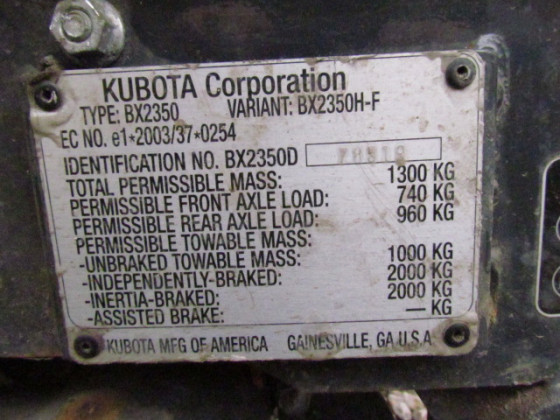 KUBOTA Corporation
TYPE: BX2350 VARIANT: BX2350H-F
EC NO. e1*2003/37*0254
IDENTIFICATION NO. BX2350D
TOTAL PERMISSIBLE MASS: 1300 KG
PERMISSIBLE FRONT AXLE LOAD: 740 KG
PERMISSIBLE REAR AXLE LOAD: 960 KG
PERMISSIBLE TOWABLE MASS:
-UNBRAKED TOWABLE MASS: 1000 KG
-INDEPENDENTLY-BRAKED: 2000 KG
-INERTIA-BRAKED: 2000 KG
-ASSISTED BRAKE: — KG
KUBOTA MFG OF AMERICA GAINESVILLE, GA U.S.A